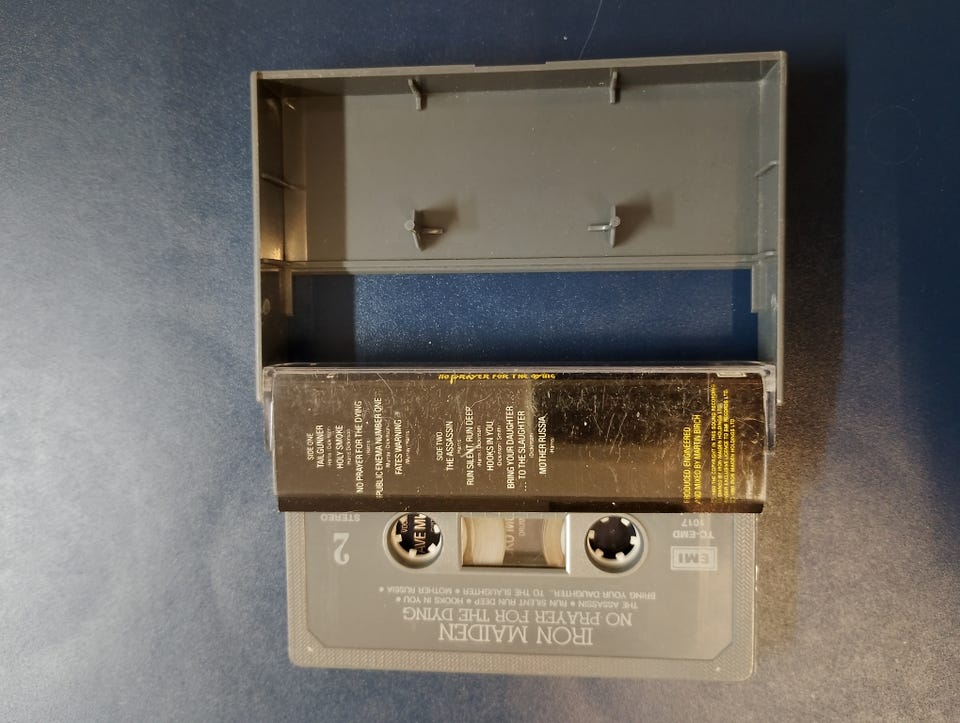 no prayer for the dying
SIDE ONE
TAILGUNNER
HOLY SMOKE
NO PRAYER FOR THE DYING
PUBLIC ENEMA NUMBER ONE
FATES WARNING
SIDE TWO
THE ASSASSIN
RUN SILENT, RUN DEEP
HOOKS IN YOU
BRING YOUR DAUGHTER...
... TO THE SLAUGHTER
MOTHER RUSSIA
Harris
PRODUCED, ENGINEERED
AND MIXED BY MARTIN BIRCH
STEREO
2
TC-EMD
1017
EMI
IRON MAIDEN
NO PRAYER FOR THE DYING
THE ASSASSIN • RUN SILENT RUN DEEP • HOOKS IN YOU •
BRING YOUR DAUGHTER... TO THE SLAUGHTER • MOTHER RUSSIA •